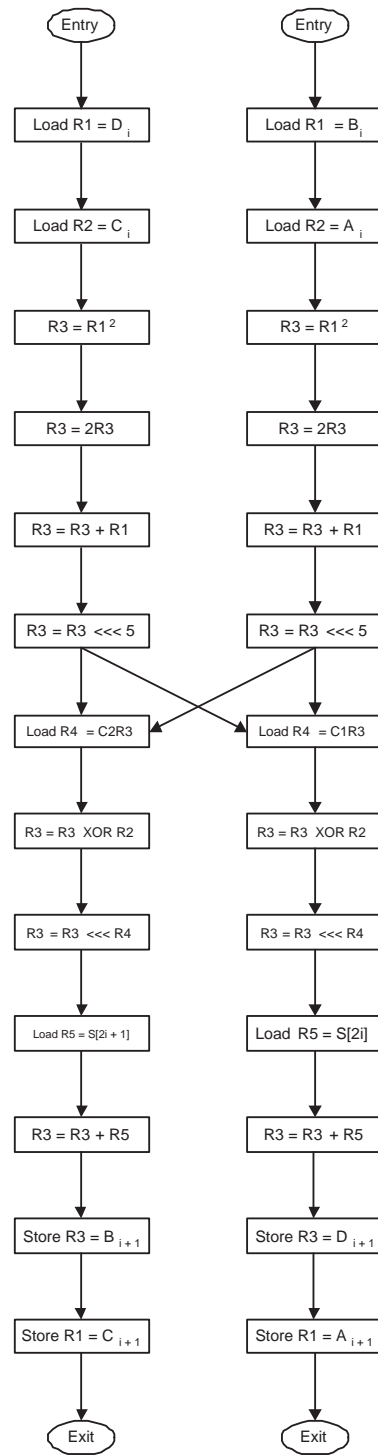 Entry
Load R1 = D i
Load R2 = C i
R3 = R1 2
R3 = 2R3
R3 = R3 + R1
R3 = R3 <<< 5
Load R4 = C2R3
R3 = R3 XOR R2
R3 = R3 <<< R4
Load R5 = S[2i + 1]
R3 = R3 + R5
Store R3 = B i + 1
Store R1 = C i + 1
Exit
Entry
Load R1 = B i
Load R2 = A i
R3 = R1 2
R3 = 2R3
R3 = R3 + R1
R3 = R3 <<< 5
Load R4 = C1R3
R3 = R3 XOR R2
R3 = R3 <<< R4
Load R5 = S[2i]
R3 = R3 + R5
Store R3 = D i + 1
Store R1 = A i + 1
Exit